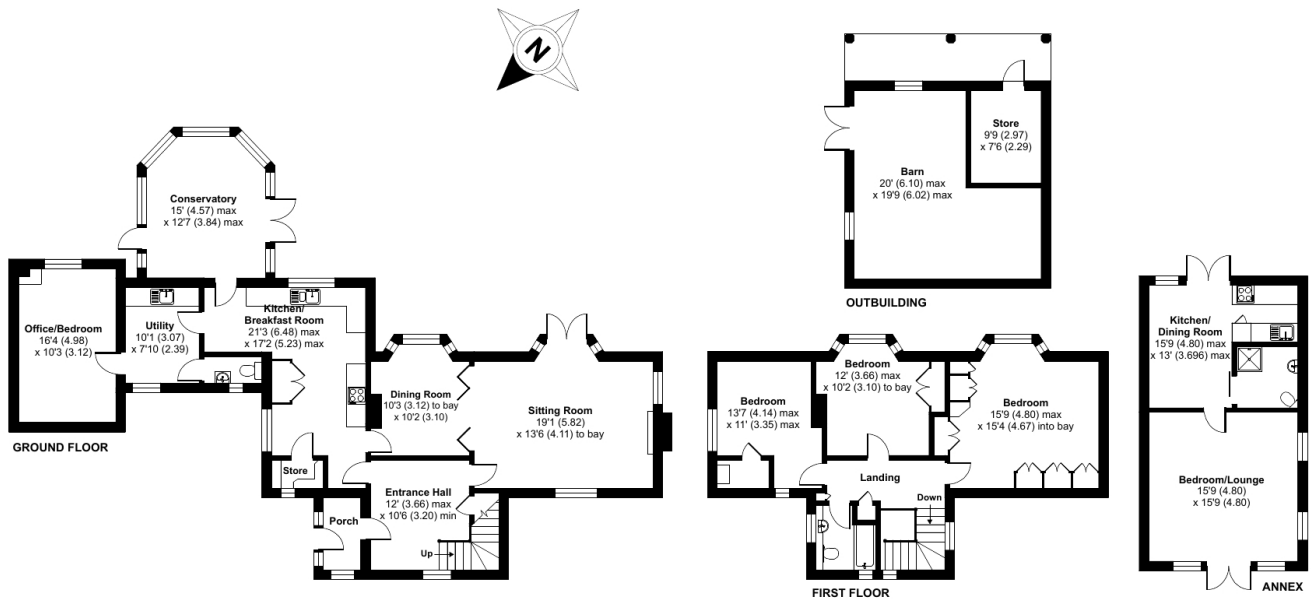 N
Conservatory
15' (4.57) max
x 12'7 (3.84) max
Office/Bedroom
16'4 (4.98)
x 10'3 (3.12)
Utility
10'1 (3.07)
x 7'10 (2.39)
Kitchen/
Breakfast Room
21'3 (6.48) max
x 17'2 (5.23) max
Dining Room
10'3 (3.12) to bay
x 10'2 (3.10)
Sitting Room
19'1 (5.82)
x 13'6 (4.11) to bay
Store
Porch
Entrance Hall
12' (3.66) max
x 10'6 (3.20) min
Up
GROUND FLOOR
Store
9'9 (2.97)
x 7'6 (2.29)
Barn
20' (6.10) max
x 19'9 (6.02) max
OUTBUILDING
Bedroom
13'7 (4.14) max
x 11' (3.35) max
Bedroom
12' (3.66) max
x 10'2 (3.10) to bay
Bedroom
15'9 (4.80) max
x 15'4 (4.67) into bay
Landing
Down
FIRST FLOOR
Kitchen/
Dining Room
15'9 (4.80) max
x 13' (3.696) max
Bedroom/Lounge
15'9 (4.80)
x 15'9 (4.80)
ANNEX